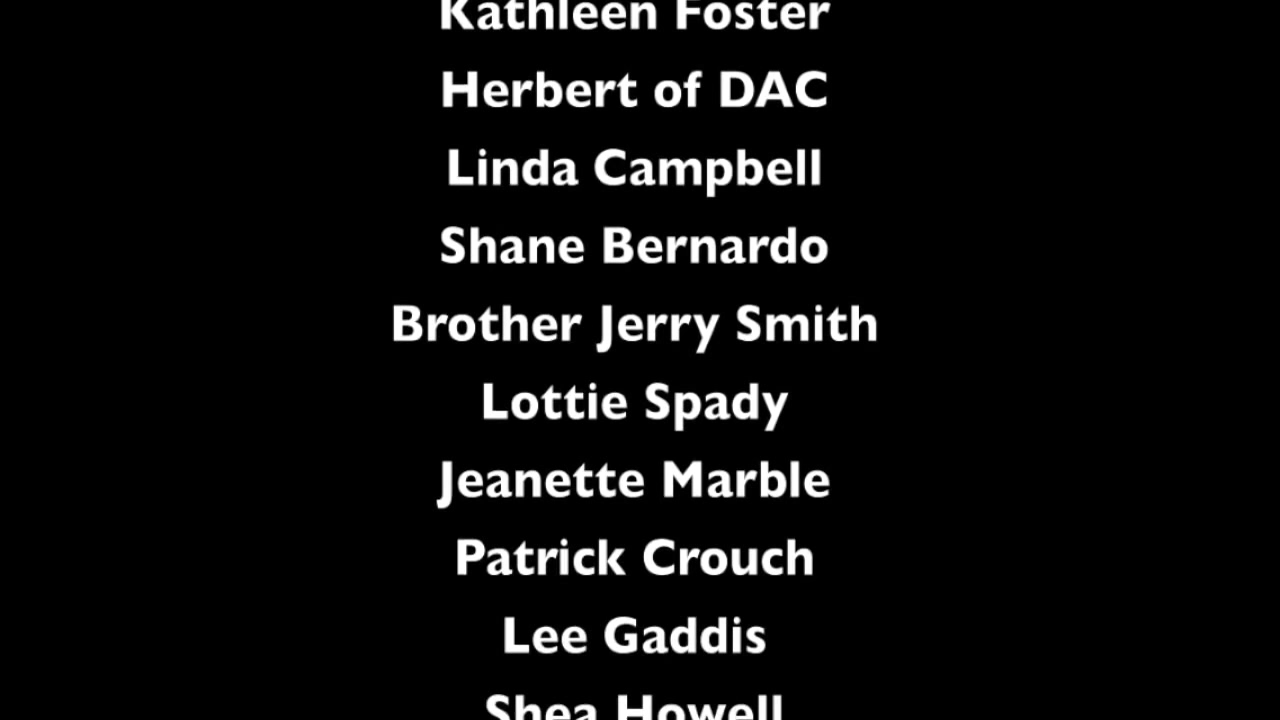 Kathleen Foster
Herbert of DAC
Linda Campbell
Shane Bernardo
Brother Jerry Smith
Lottie Spady
Jeanette Marble
Patrick Crouch
Lee Gaddis
Shea Howell